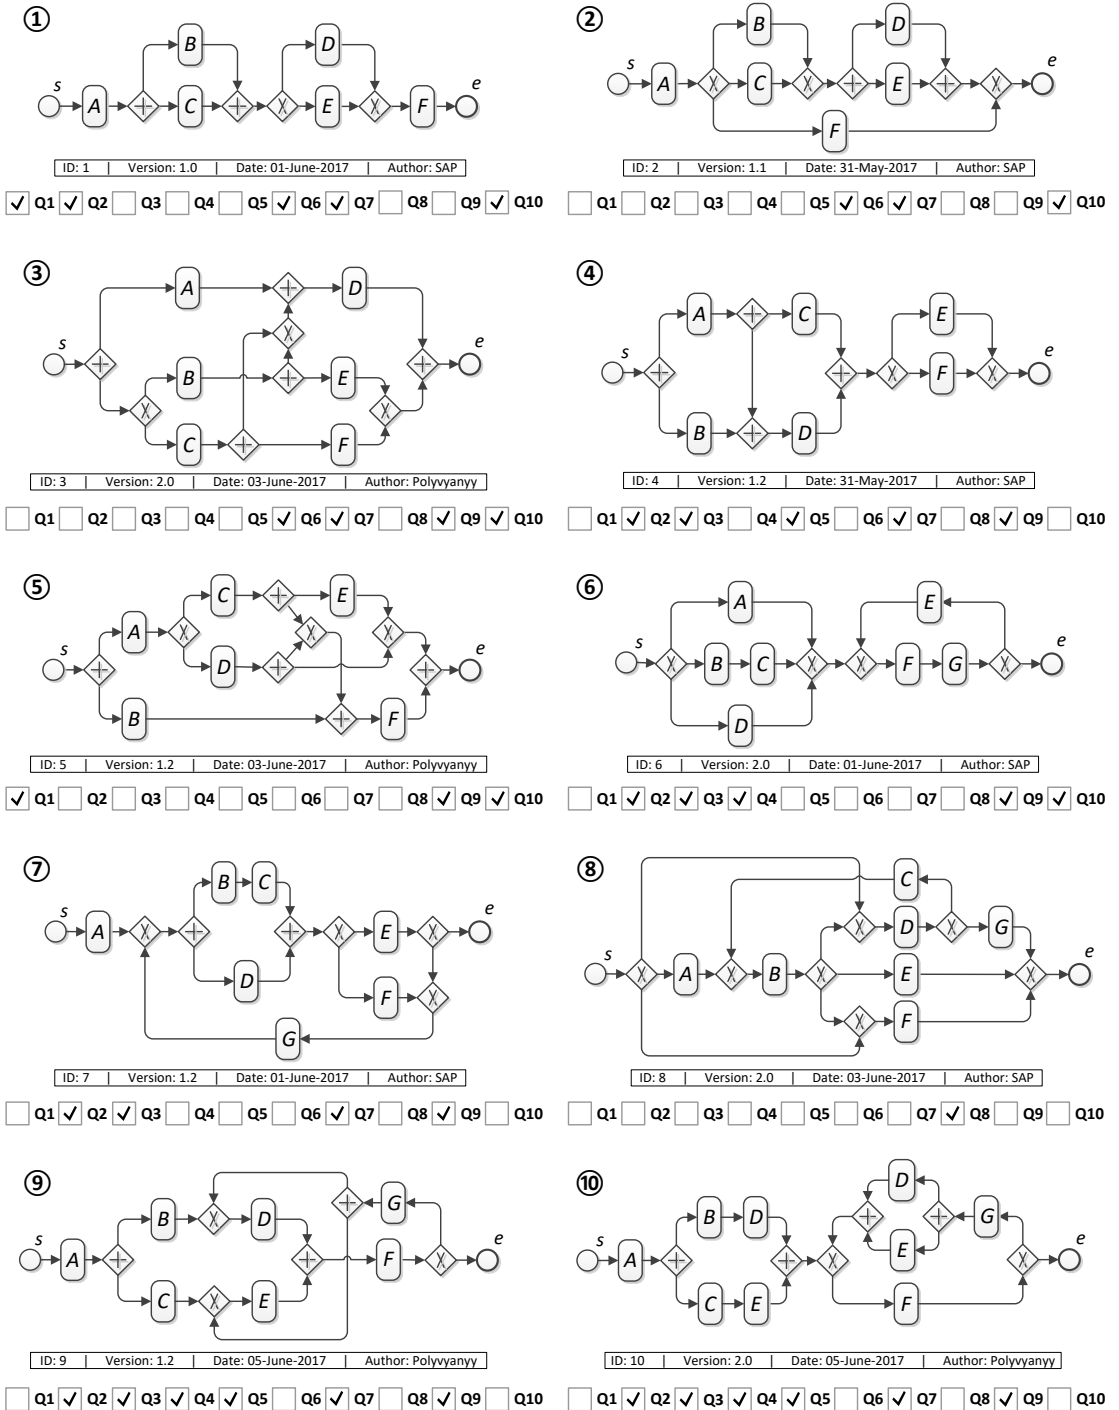 ①
B D
s A C E F e
ID: 1 | Version: 1.0 | Date: 01-June-2017 | Author: SAP
Q1 Q2 Q3 Q4 Q5 Q6 Q7 Q8 Q9 Q10
②
B D
s A C E e
F
ID: 2 | Version: 1.1 | Date: 31-May-2017 | Author: SAP
Q1 Q2 Q3 Q4 Q5 Q6 Q7 Q8 Q9 Q10
③
A D
s B E e
C F
ID: 3 | Version: 2.0 | Date: 03-June-2017 | Author: Polyvyanyy
Q1 Q2 Q3 Q4 Q5 Q6 Q7 Q8 Q9 Q10
④
A C E
s F e
B D
ID: 4 | Version: 1.2 | Date: 31-May-2017 | Author: SAP
Q1 Q2 Q3 Q4 Q5 Q6 Q7 Q8 Q9 Q10
⑤
C E
s A D e
B F
ID: 5 | Version: 1.2 | Date: 03-June-2017 | Author: Polyvyanyy
Q1 Q2 Q3 Q4 Q5 Q6 Q7 Q8 Q9 Q10
⑥
A E
s B C F G e
D
ID: 6 | Version: 2.0 | Date: 01-June-2017 | Author: SAP
Q1 Q2 Q3 Q4 Q5 Q6 Q7 Q8 Q9 Q10
⑦
B C
s A E e
D F
G
ID: 7 | Version: 1.2 | Date: 01-June-2017 | Author: SAP
Q1 Q2 Q3 Q4 Q5 Q6 Q7 Q8 Q9 Q10
⑧
C
D G
s A B E e
F
ID: 8 | Version: 2.0 | Date: 03-June-2017 | Author: SAP
Q1 Q2 Q3 Q4 Q5 Q6 Q7 Q8 Q9 Q10
⑨
G
B D
s A F e
C E
ID: 9 | Version: 1.2 | Date: 05-June-2017 | Author: Polyvyanyy
Q1 Q2 Q3 Q4 Q5 Q6 Q7 Q8 Q9 Q10
⑩
D
B D G
s A E e
C E F
ID: 10 | Version: 2.0 | Date: 05-June-2017 | Author: Polyvyanyy
Q1 Q2 Q3 Q4 Q5 Q6 Q7 Q8 Q9 Q10